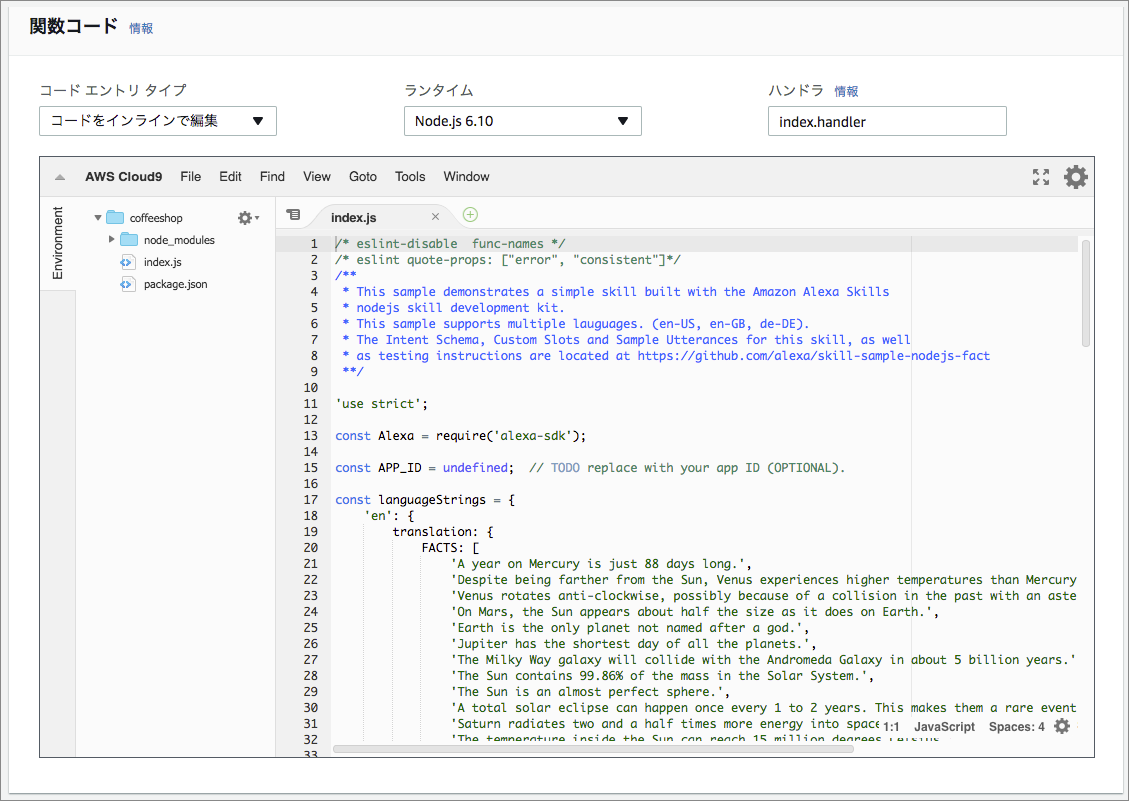 関数コード 情報
コード エントリ タイプ
ランタイム
ハンドラ 情報
コードをインラインで編集
Node.js 6.10
index.handler
AWS Cloud9 File Edit Find View Goto Tools Window
Environment
coffeeshop
node_modules
index.js
package.json
index.js
1 /* eslint-disable  func-names */
2 /* eslint quote-props: ["error", "consistent"]*/
3 /**
4  * This sample demonstrates a simple skill built with the Amazon Alexa Skills
5  * nodejs skill development kit.
6  * This sample supports multiple lauguages. (en-US, en-GB, de-DE).
7  * The Intent Schema, Custom Slots and Sample Utterances for this skill, as well
8  * as testing instructions are located at https://github.com/alexa/skill-sample-nodejs-fact
9  **/
10
11 'use strict';
12
13 const Alexa = require('alexa-sdk');
14
15 const APP_ID = undefined;  // TODO replace with your app ID (OPTIONAL).
16
17 const languageStrings = {
18     'en': {
19         translation: {
20             FACTS: [
21                 'A year on Mercury is just 88 days long.',
22                 'Despite being farther from the Sun, Venus experiences higher temperatures than Mercury
23                 'Venus rotates anti-clockwise, possibly because of a collision in the past with an aste
24                 'On Mars, the Sun appears about half the size as it does on Earth.',
25                 'Earth is the only planet not named after a god.',
26                 'Jupiter has the shortest day of all the planets.',
27                 'The Milky Way galaxy will collide with the Andromeda Galaxy in about 5 billion years.'
28                 'The Sun contains 99.86% of the mass in the Solar System.',
29                 'The Sun is an almost perfect sphere.',
30                 'A total solar eclipse can happen once every 1 to 2 years. This makes them a rare event
31                 'Saturn radiates two and a half times more energy into space
32                 'The temperature inside the Sun can reach 15 million degrees Celsius
33
1:1 JavaScript Spaces: 4